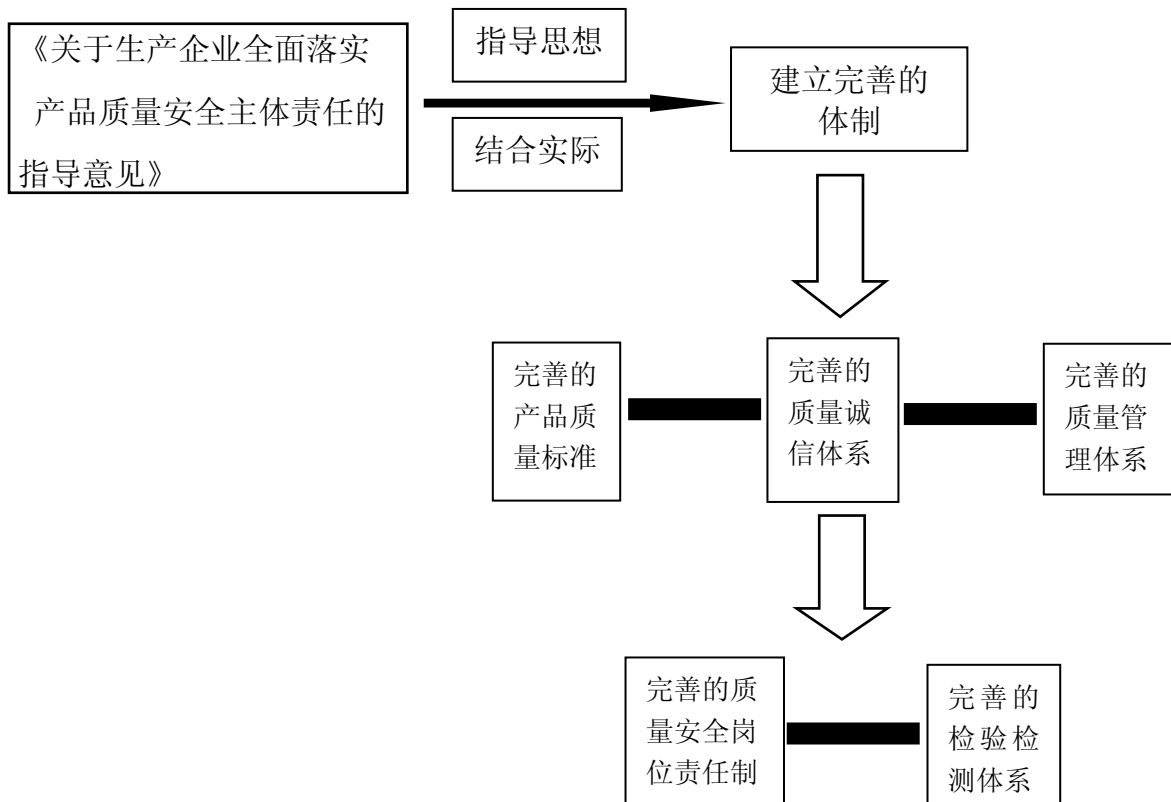 《关于生产企业全面落实
产品质量安全主体责任的
指导意见》
指导思想
结合实际
建立完善的
体制
完善的
产品质
量标准
完善的
质量诚
信体系
完善的
质量管
理体系
完善的质
量安全岗
位责任制
完善的
检验检
测体系